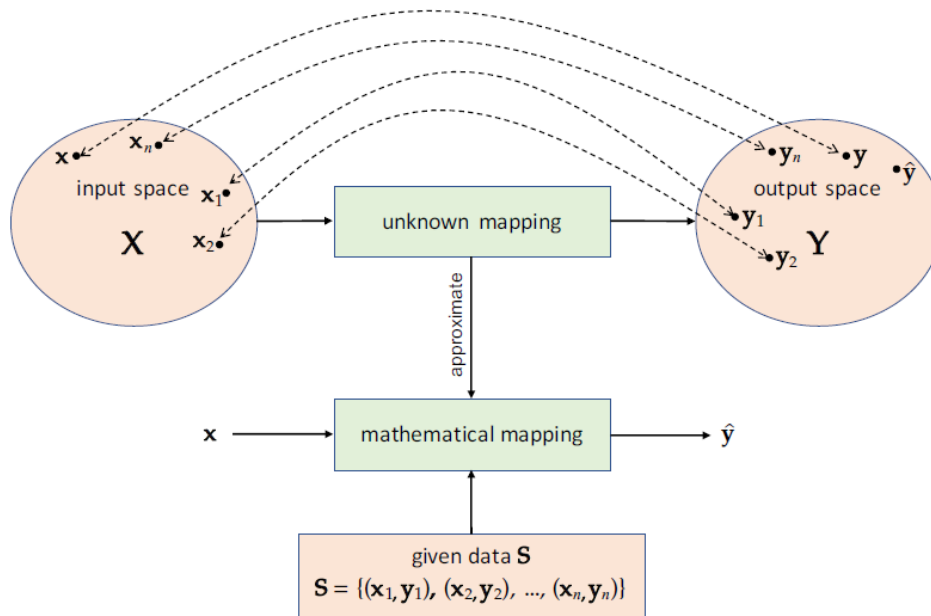 𝐱
𝐱ₙ
input space
𝐱₁
X
𝐱₂
unknown mapping
𝐲ₙ
𝐲
ŷ
output space
𝐲₁
Y
𝐲₂
approximate
𝐱
mathematical mapping
ŷ
given data 𝐒
𝐒 = {(𝐱₁,𝐲₁), (𝐱₂,𝐲₂), ..., (𝐱ₙ,𝐲ₙ)}